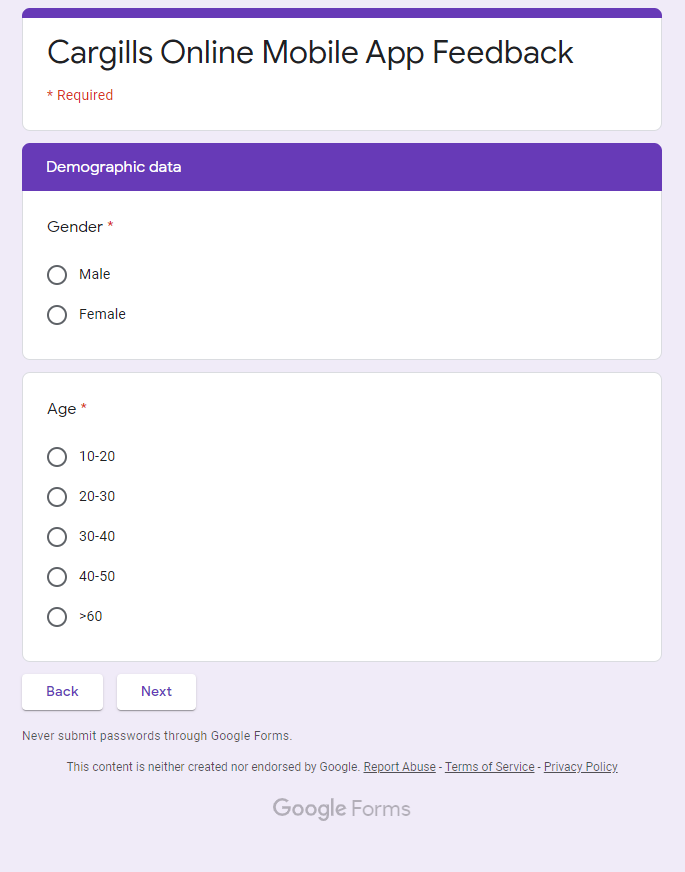 Cargills Online Mobile App Feedback
* Required
Demographic data
Gender *
Male
Female
Age *
10-20
20-30
30-40
40-50
>60
Back Next
Never submit passwords through Google Forms.
This content is neither created nor endorsed by Google. Report Abuse - Terms of Service - Privacy Policy
Google Forms